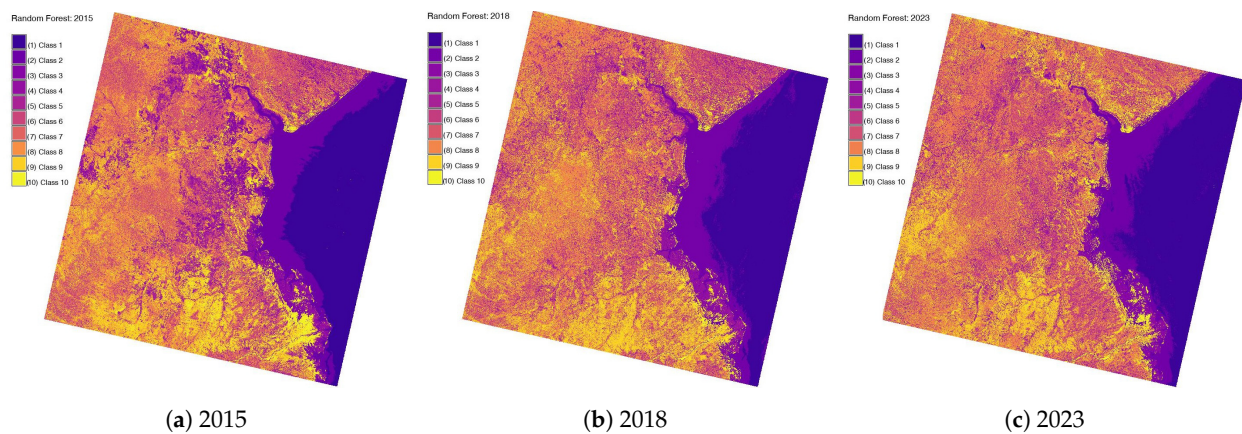 Random Forest: 2015
(1) Class 1
(2) Class 2
(3) Class 3
(4) Class 4
(5) Class 5
(6) Class 6
(7) Class 7
(8) Class 8
(9) Class 9
(10) Class 10
(a) 2015
Random Forest: 2018
(1) Class 1
(2) Class 2
(3) Class 3
(4) Class 4
(5) Class 5
(6) Class 6
(7) Class 7
(8) Class 8
(9) Class 9
(10) Class 10
(b) 2018
Random Forest: 2023
(1) Class 1
(2) Class 2
(3) Class 3
(4) Class 4
(5) Class 5
(6) Class 6
(7) Class 7
(8) Class 8
(9) Class 9
(10) Class 10
(c) 2023